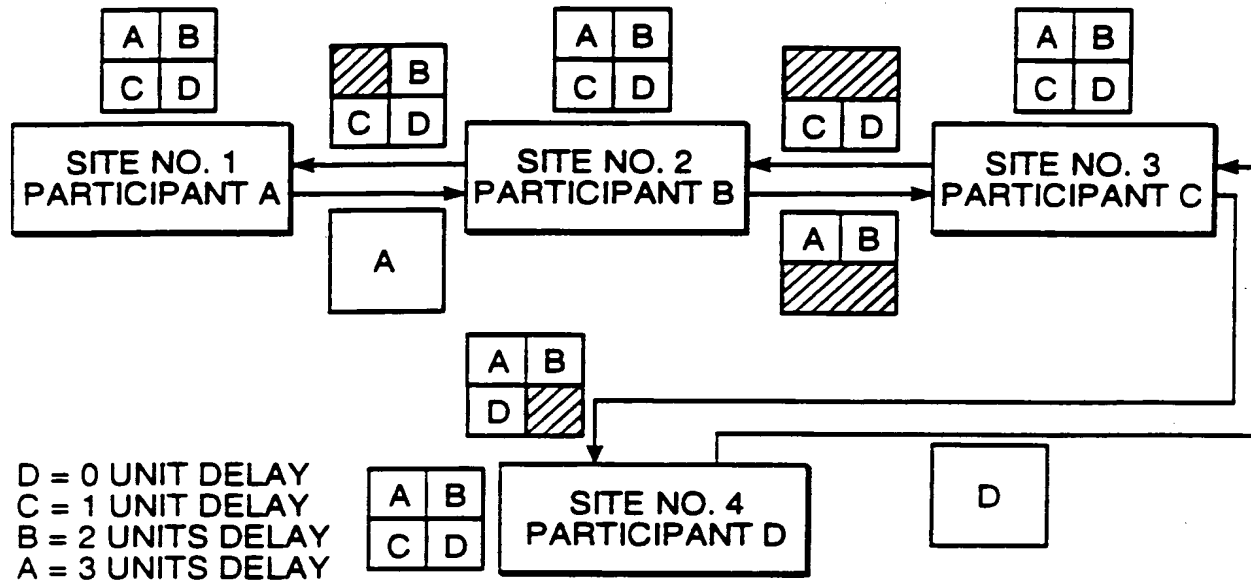 A B
C D
B
C D
A B
C D
C D
A B
C D
SITE NO. 1
PARTICIPANT A
SITE NO. 2
PARTICIPANT B
SITE NO. 3
PARTICIPANT C
A
A B
A B
D
D = 0 UNIT DELAY
C = 1 UNIT DELAY
B = 2 UNITS DELAY
A = 3 UNITS DELAY
A B
C D
SITE NO. 4
PARTICIPANT D
D